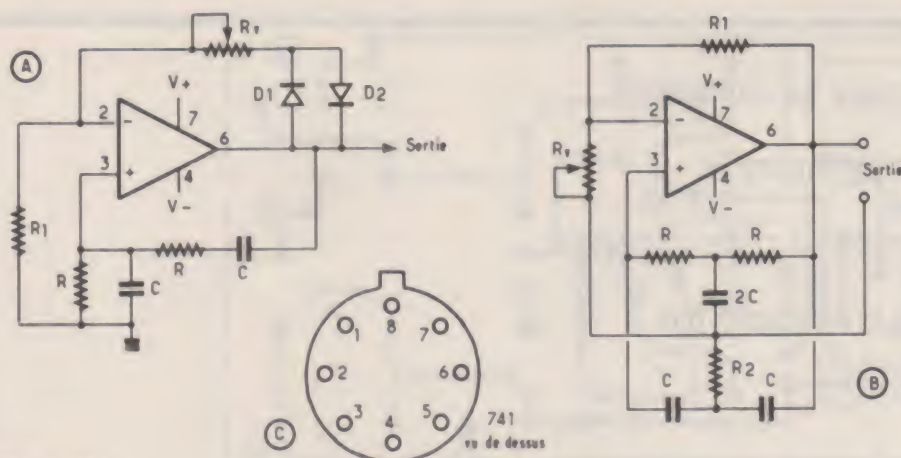 A
Rv
V+
D1
D2
2
-
7
6
3
+
4
V-
Sortie
R1
R
C
R
C
C
8
1
7
2
6
3
5
4
741
vu de dessus
B
R1
V+
2
-
7
6
3
+
4
V-
Rv
Sortie
R
R
2C
R2
C
C